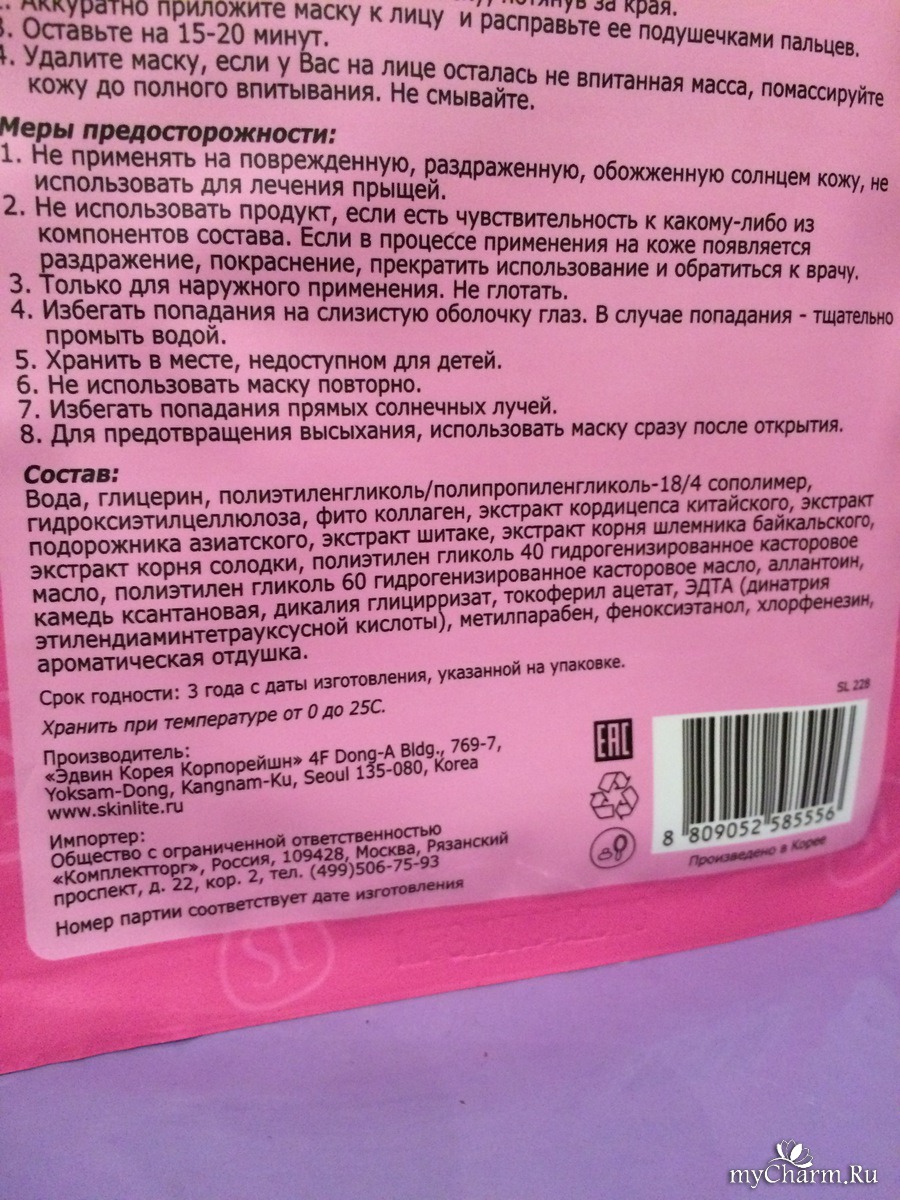 потянув за края.
2. Аккуратно приложите маску к лицу и расправьте ее подушечками пальцев.
3. Оставьте на 15-20 минут.
4. Удалите маску, если у Вас на лице осталась не впитанная масса, помассируйте
кожу до полного впитывания. Не смывайте.
Меры предосторожности:
1. Не применять на поврежденную, раздраженную, обожженную солнцем кожу, не
использовать для лечения прыщей.
2. Не использовать продукт, если есть чувствительность к какому-либо из
компонентов состава. Если в процессе применения на коже появляется
раздражение, покраснение, прекратить использование и обратиться к врачу.
3. Только для наружного применения. Не глотать.
4. Избегать попадания на слизистую оболочку глаз. В случае попадания - тщательно
промыть водой.
5. Хранить в месте, недоступном для детей.
6. Не использовать маску повторно.
7. Избегать попадания прямых солнечных лучей.
8. Для предотвращения высыхания, использовать маску сразу после открытия.
Состав:
Вода, глицерин, полиэтиленгликоль/полипропиленгликоль-18/4 сополимер,
гидроксиэтилцеллюлоза, фито коллаген, экстракт кордицепса китайского, экстракт
подорожника азиатского, экстракт шитаке, экстракт корня шлемника байкальского,
экстракт корня солодки, полиэтилен гликоль 40 гидрогенизированное касторовое
масло, полиэтилен гликоль 60 гидрогенизированное касторовое масло, аллантоин,
камедь ксантановая, дикалия глицирризат, токоферил ацетат, ЭДТА (динатрия
этилендиаминтетрауксусной кислоты), метилпарабен, феноксиэтанол, хлорфенезин,
ароматическая отдушка.
Срок годности: 3 года с даты изготовления, указанной на упаковке.
Хранить при температуре от 0 до 25С.
SL 228
Производитель:
«Эдвин Корея Корпорейшн» 4F Dong-A Bldg., 769-7,
Yoksam-Dong, Kangnam-Ku, Seoul 135-080, Korea
www.skinlite.ru
EAC
8 809052 585556
Произведено в Корее
Импортер:
Общество с ограниченной ответственностью
«Комплектторг», Россия, 109428, Москва, Рязанский
проспект, д. 22, кор. 2, тел. (499)506-75-93
Номер партии соответствует дате изготовления
SL
myCharm.Ru